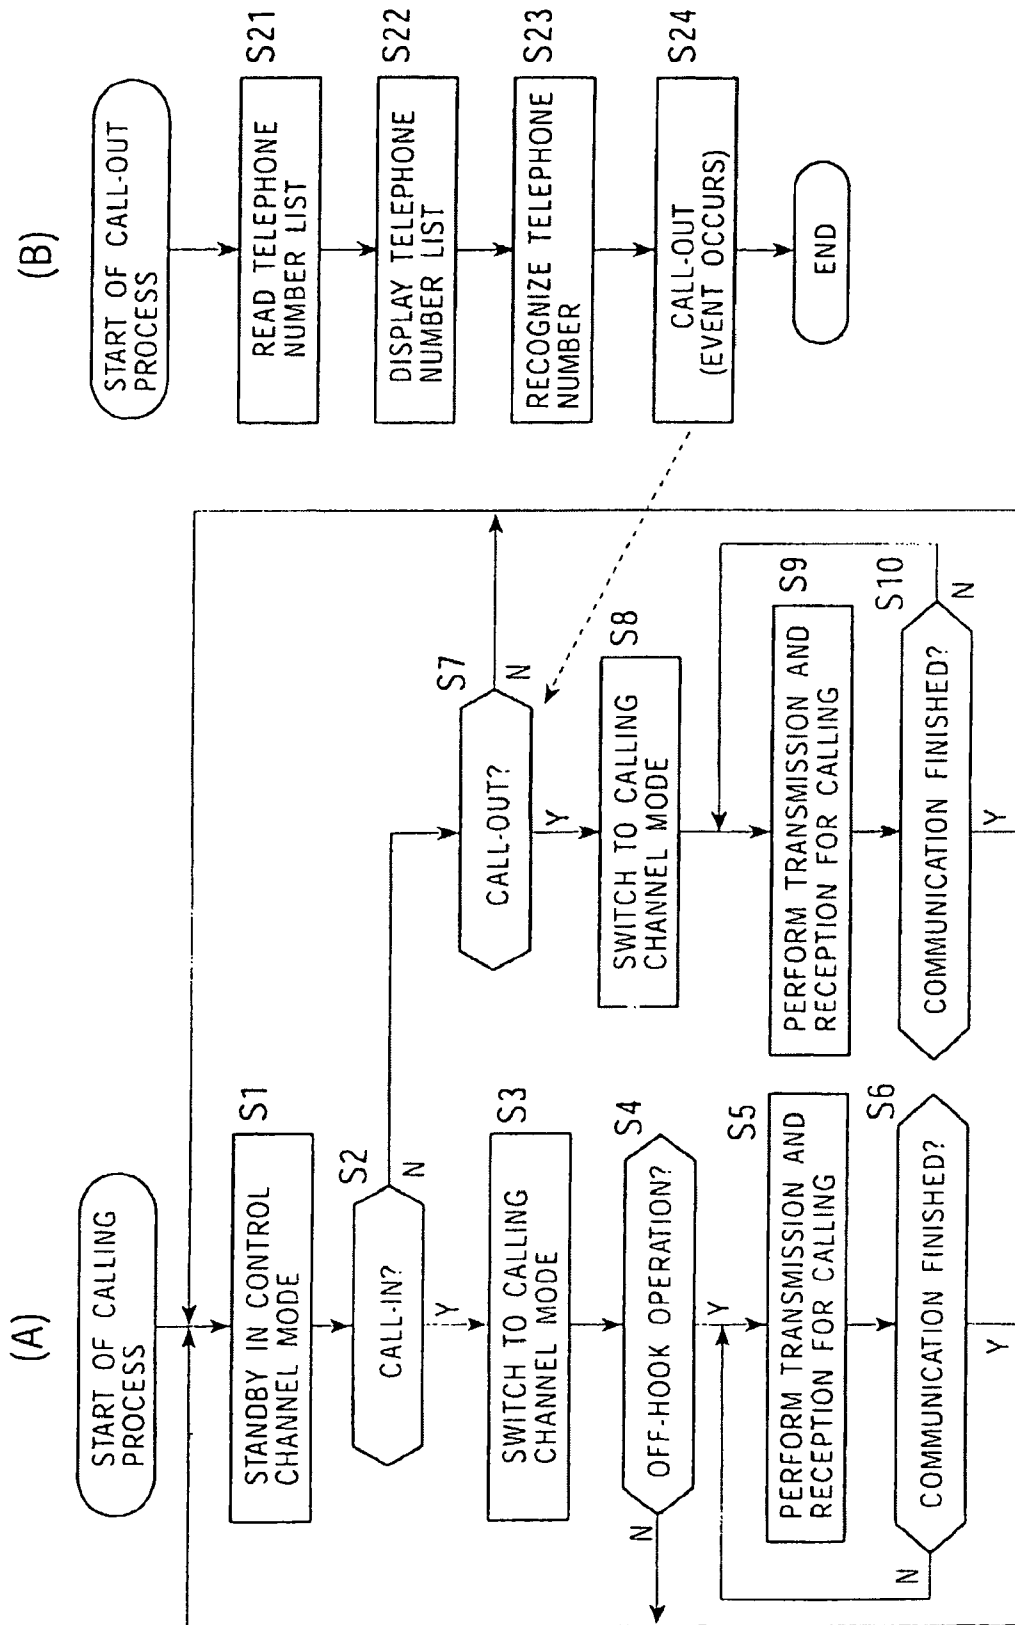 (A)
START OF CALLING
PROCESS
STANDBY IN CONTROL
CHANNEL MODE
S1
CALL-IN?
S2
N
Y
SWITCH TO CALLING
CHANNEL MODE
S3
OFF-HOOK OPERATION?
S4
N
Y
PERFORM TRANSMISSION AND
RECEPTION FOR CALLING
S5
COMMUNICATION FINISHED?
S6
N
Y
CALL-OUT?
S7
N
Y
SWITCH TO CALLING
CHANNEL MODE
S8
PERFORM TRANSMISSION AND
RECEPTION FOR CALLING
S9
COMMUNICATION FINISHED?
S10
N
Y
(B)
START OF CALL-OUT
PROCESS
READ TELEPHONE
NUMBER LIST
S21
DISPLAY TELEPHONE
NUMBER LIST
S22
RECOGNIZE TELEPHONE
NUMBER
S23
CALL-OUT
(EVENT OCCURS)
S24
END